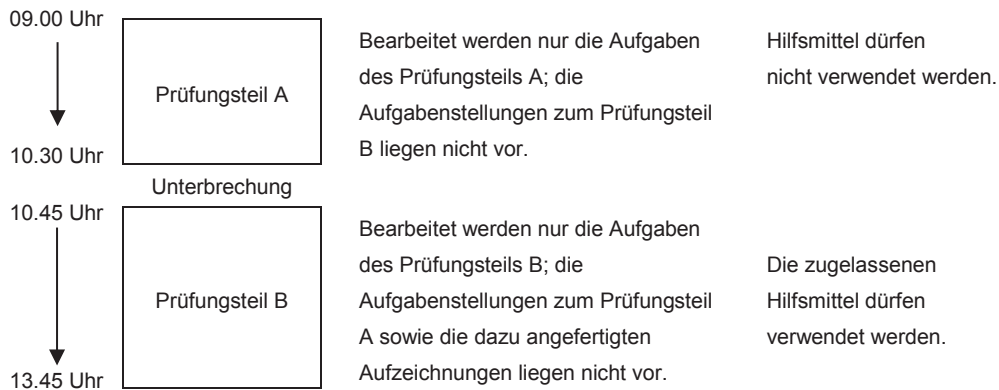 09.00 Uhr
Prüfungsteil A
Bearbeitet werden nur die Aufgaben
des Prüfungsteils A; die
Aufgabenstellungen zum Prüfungsteil
B liegen nicht vor.
Hilfsmittel dürfen
nicht verwendet werden.
10.30 Uhr
Unterbrechung
10.45 Uhr
Prüfungsteil B
Bearbeitet werden nur die Aufgaben
des Prüfungsteils B; die
Aufgabenstellungen zum Prüfungsteil
A sowie die dazu angefertigten
Aufzeichnungen liegen nicht vor.
Die zugelassenen
Hilfsmittel dürfen
verwendet werden.
13.45 Uhr